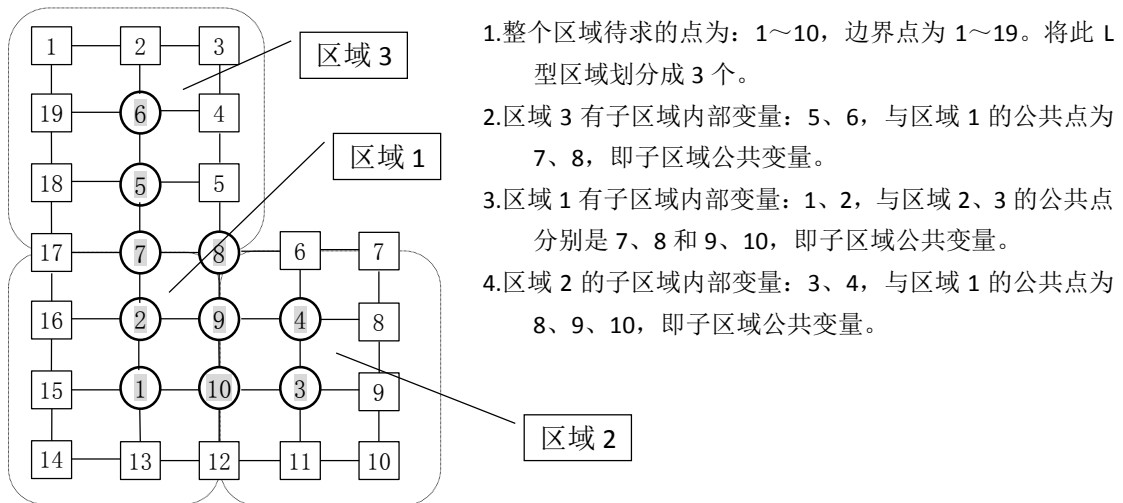 1 2 3
区域 3
19 6 4
区域 1
18 5 5
17 7 8 6 7
16 2 9 4 8
15 1 10 3 9
区域 2
14 13 12 11 10
1.整个区域待求的点为：1～10，边界点为 1～19。将此 L
型区域划分成 3 个。
2.区域 3 有子区域内部变量：5、6，与区域 1 的公共点为
7、8，即子区域公共变量。
3.区域 1 有子区域内部变量：1、2，与区域 2、3 的公共点
分别是 7、8 和 9、10，即子区域公共变量。
4.区域 2 的子区域内部变量：3、4，与区域 1 的公共点为
8、9、10，即子区域公共变量。